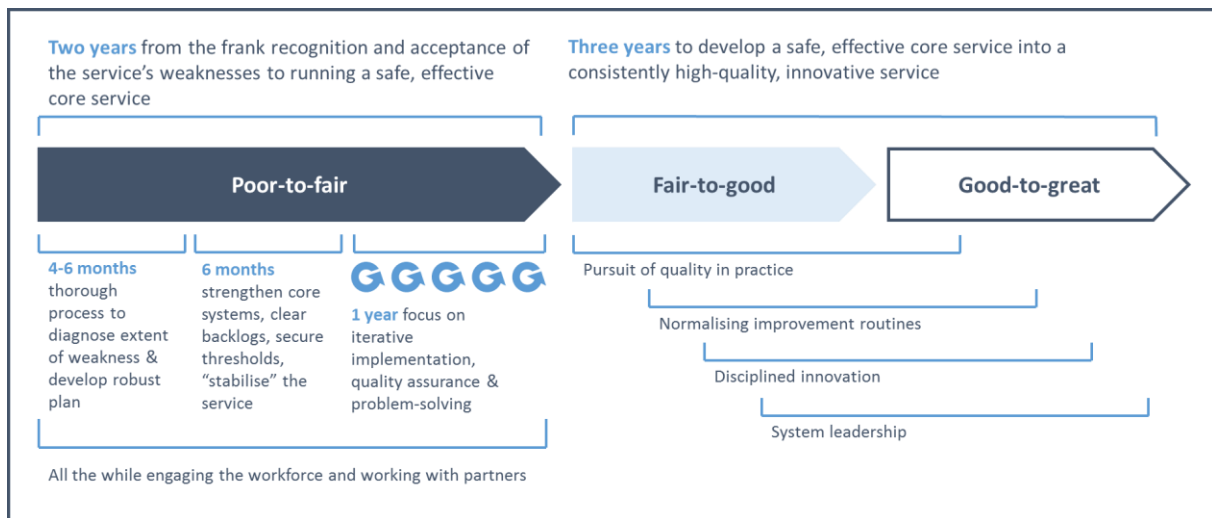 Two years from the frank recognition and acceptance of
the service's weaknesses to running a safe, effective
core service
Three years to develop a safe, effective core service into a
consistently high-quality, innovative service
Poor-to-fair
Fair-to-good
Good-to-great
4-6 months
thorough
process to
diagnose extent
of weakness &
develop robust
plan
6 months
strengthen core
systems, clear
backlogs, secure
thresholds,
“stabilise” the
service
1 year focus on
iterative
implementation,
quality assurance &
problem-solving
All the while engaging the workforce and working with partners
Pursuit of quality in practice
Normalising improvement routines
Disciplined innovation
System leadership